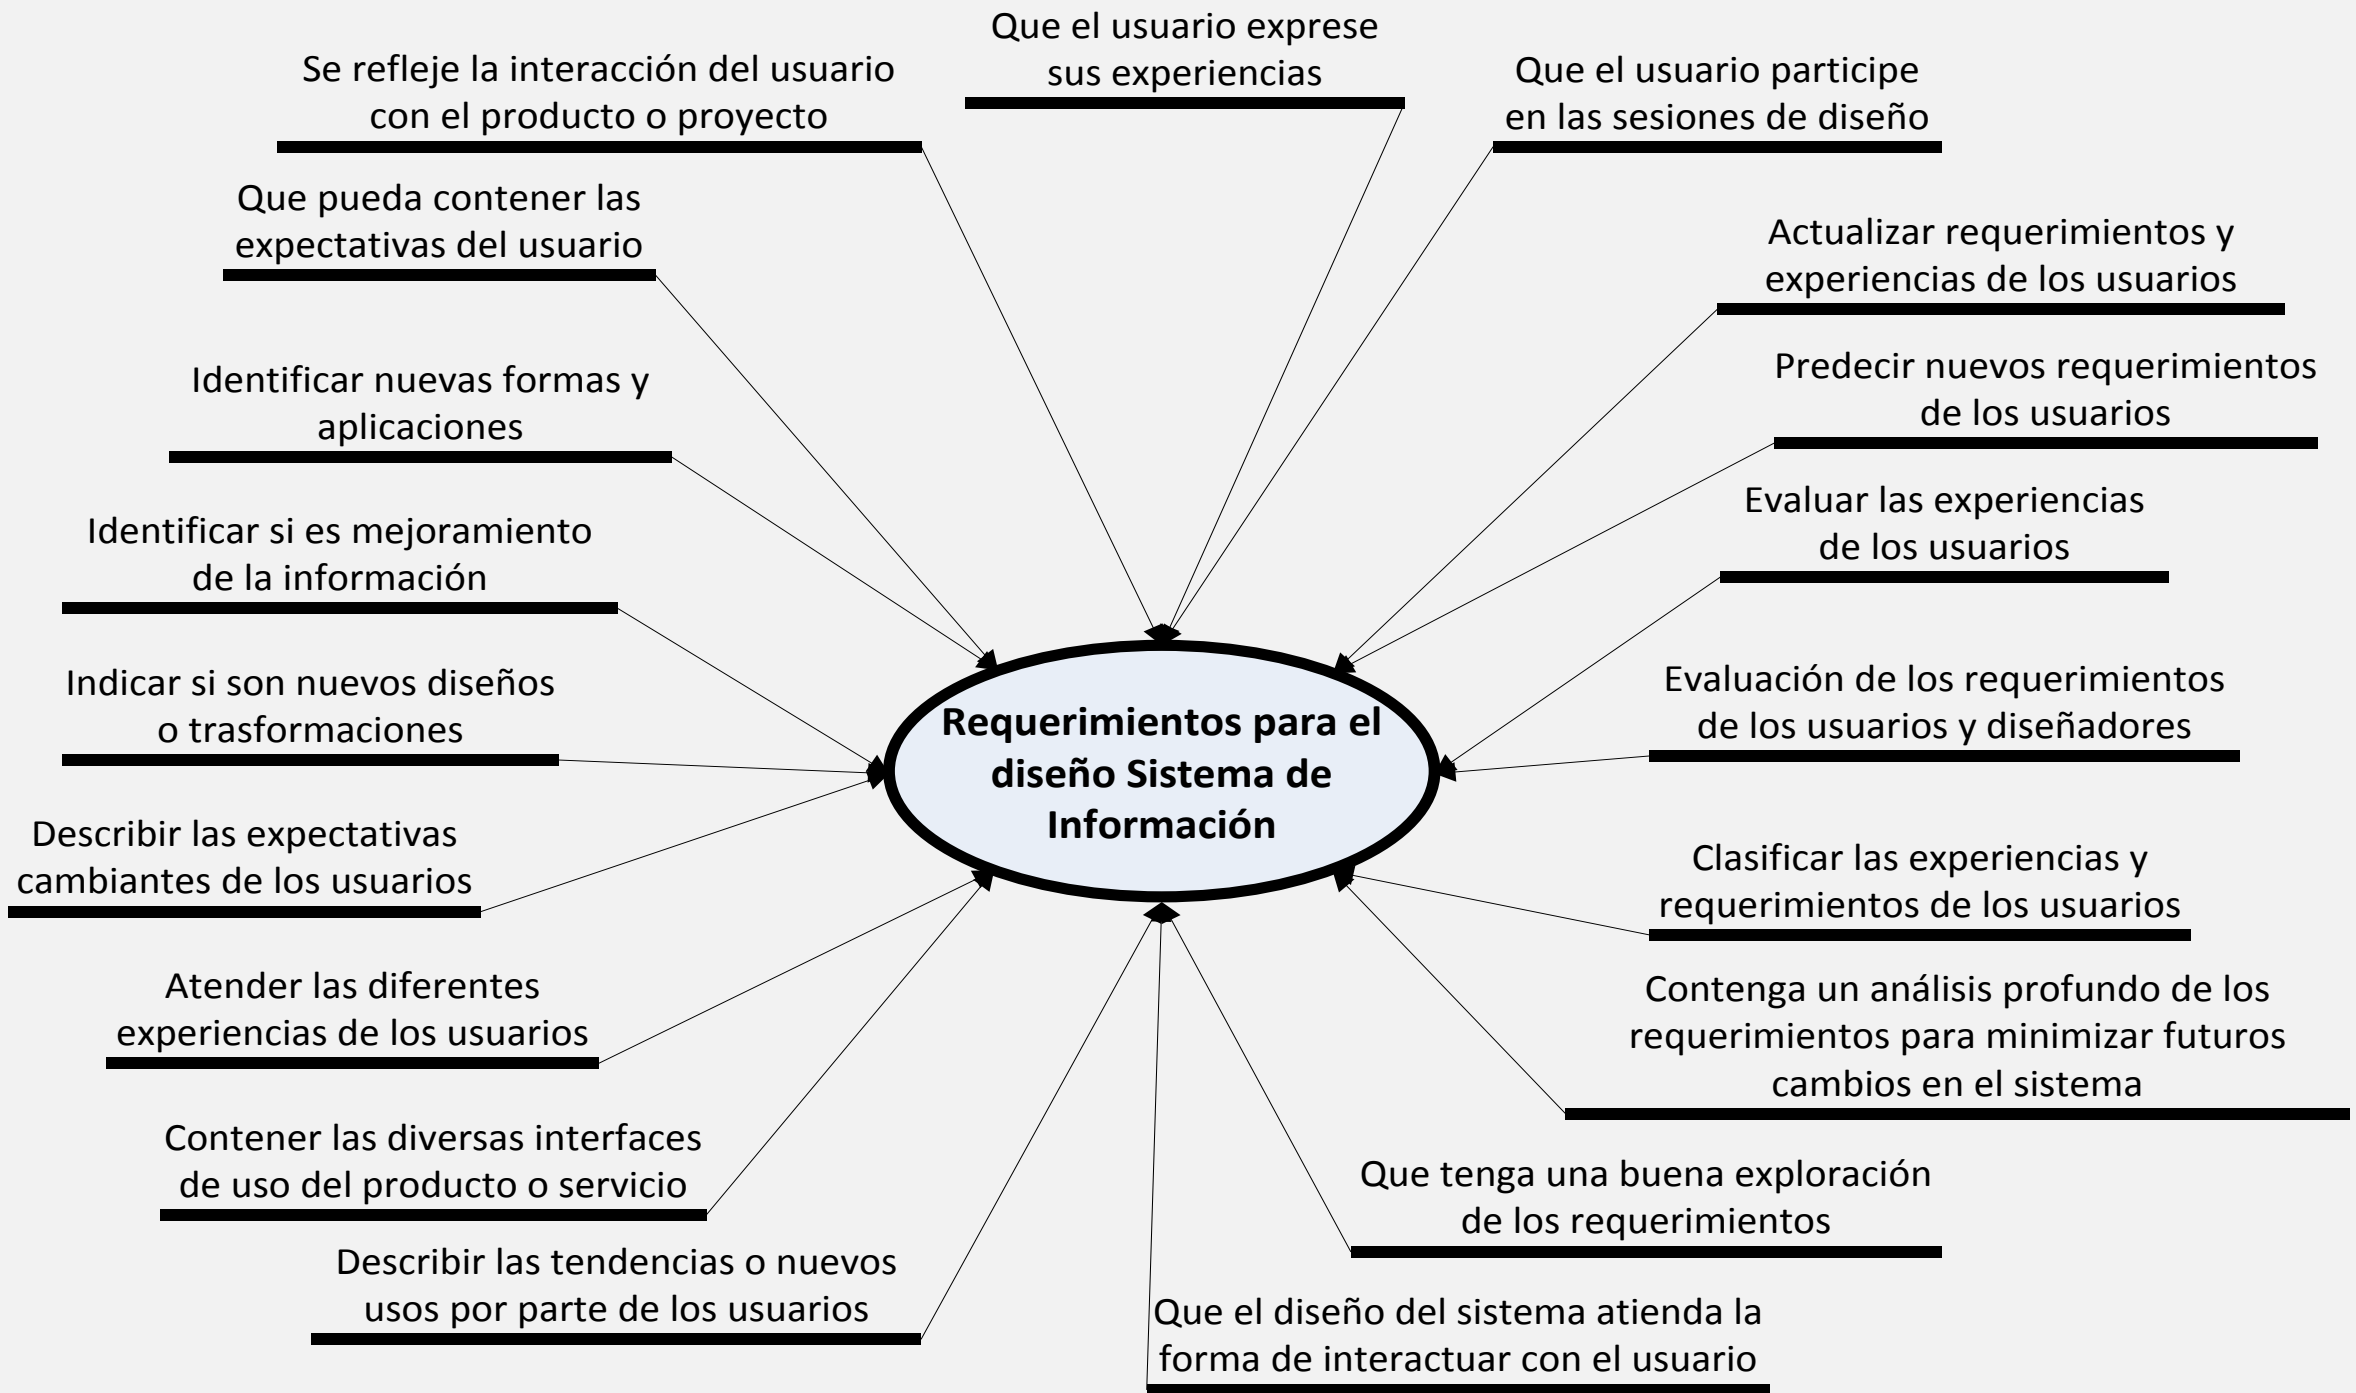 Que el usuario exprese
sus experiencias
Se refleje la interacción del usuario
con el producto o proyecto
Que el usuario participe
en las sesiones de diseño
Que pueda contener las
expectativas del usuario
Actualizar requerimientos y
experiencias de los usuarios
Identificar nuevas formas y
aplicaciones
Predecir nuevos requerimientos
de los usuarios
Identificar si es mejoramiento
de la información
Evaluar las experiencias
de los usuarios
Indicar si son nuevos diseños
o trasformaciones
Requerimientos para el
diseño Sistema de
Información
Evaluación de los requerimientos
de los usuarios y diseñadores
Describir las expectativas
cambiantes de los usuarios
Clasificar las experiencias y
requerimientos de los usuarios
Atender las diferentes
experiencias de los usuarios
Contenga un análisis profundo de los
requerimientos para minimizar futuros
cambios en el sistema
Contener las diversas interfaces
de uso del producto o servicio
Que tenga una buena exploración
de los requerimientos
Describir las tendencias o nuevos
usos por parte de los usuarios
Que el diseño del sistema atienda la
forma de interactuar con el usuario